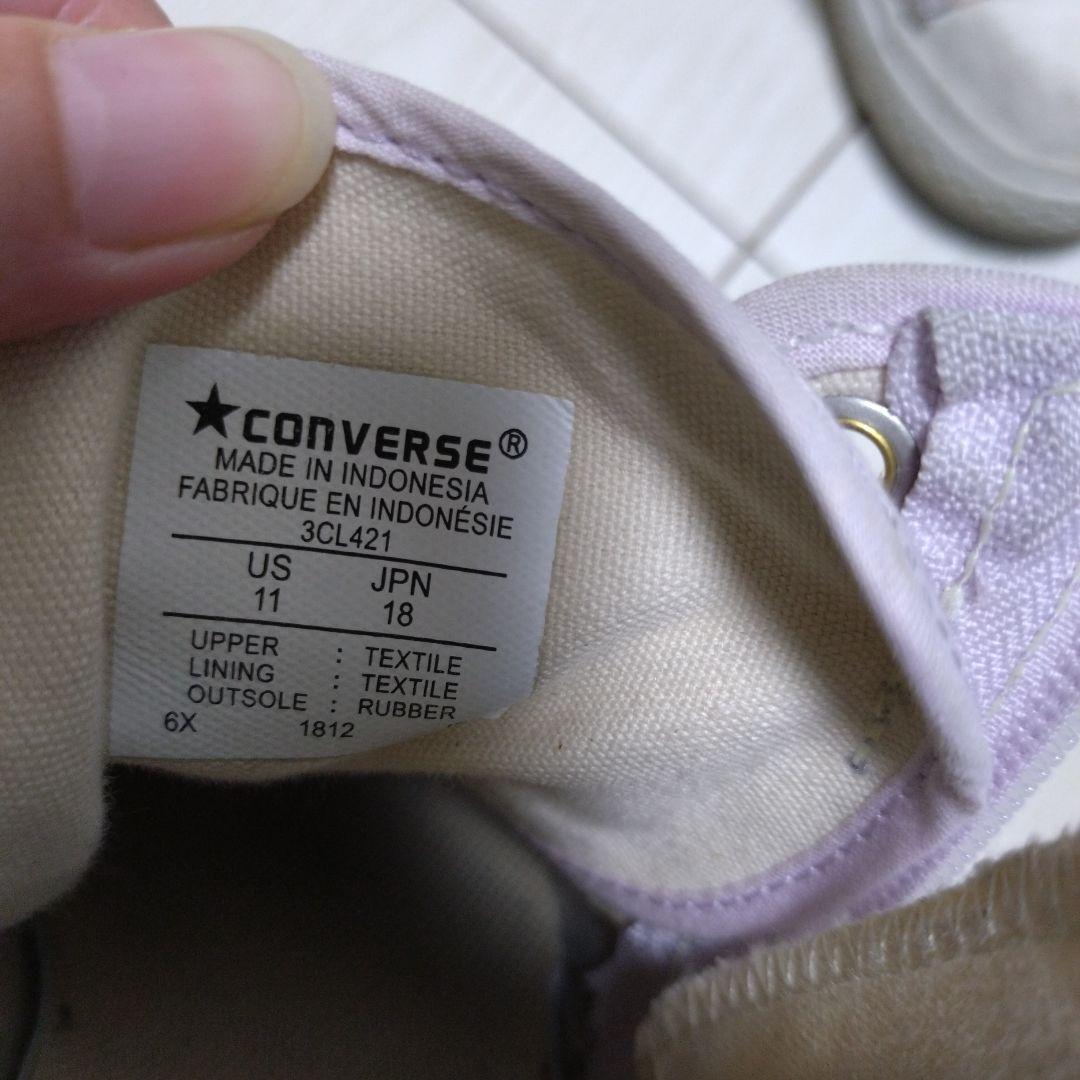 ★CONVERSE®
MADE IN INDONESIA
FABRIQUE EN INDONÉSIE
3CL421
US JPN
11 18
UPPER : TEXTILE
LINING : TEXTILE
OUTSOLE : RUBBER
6X 1812